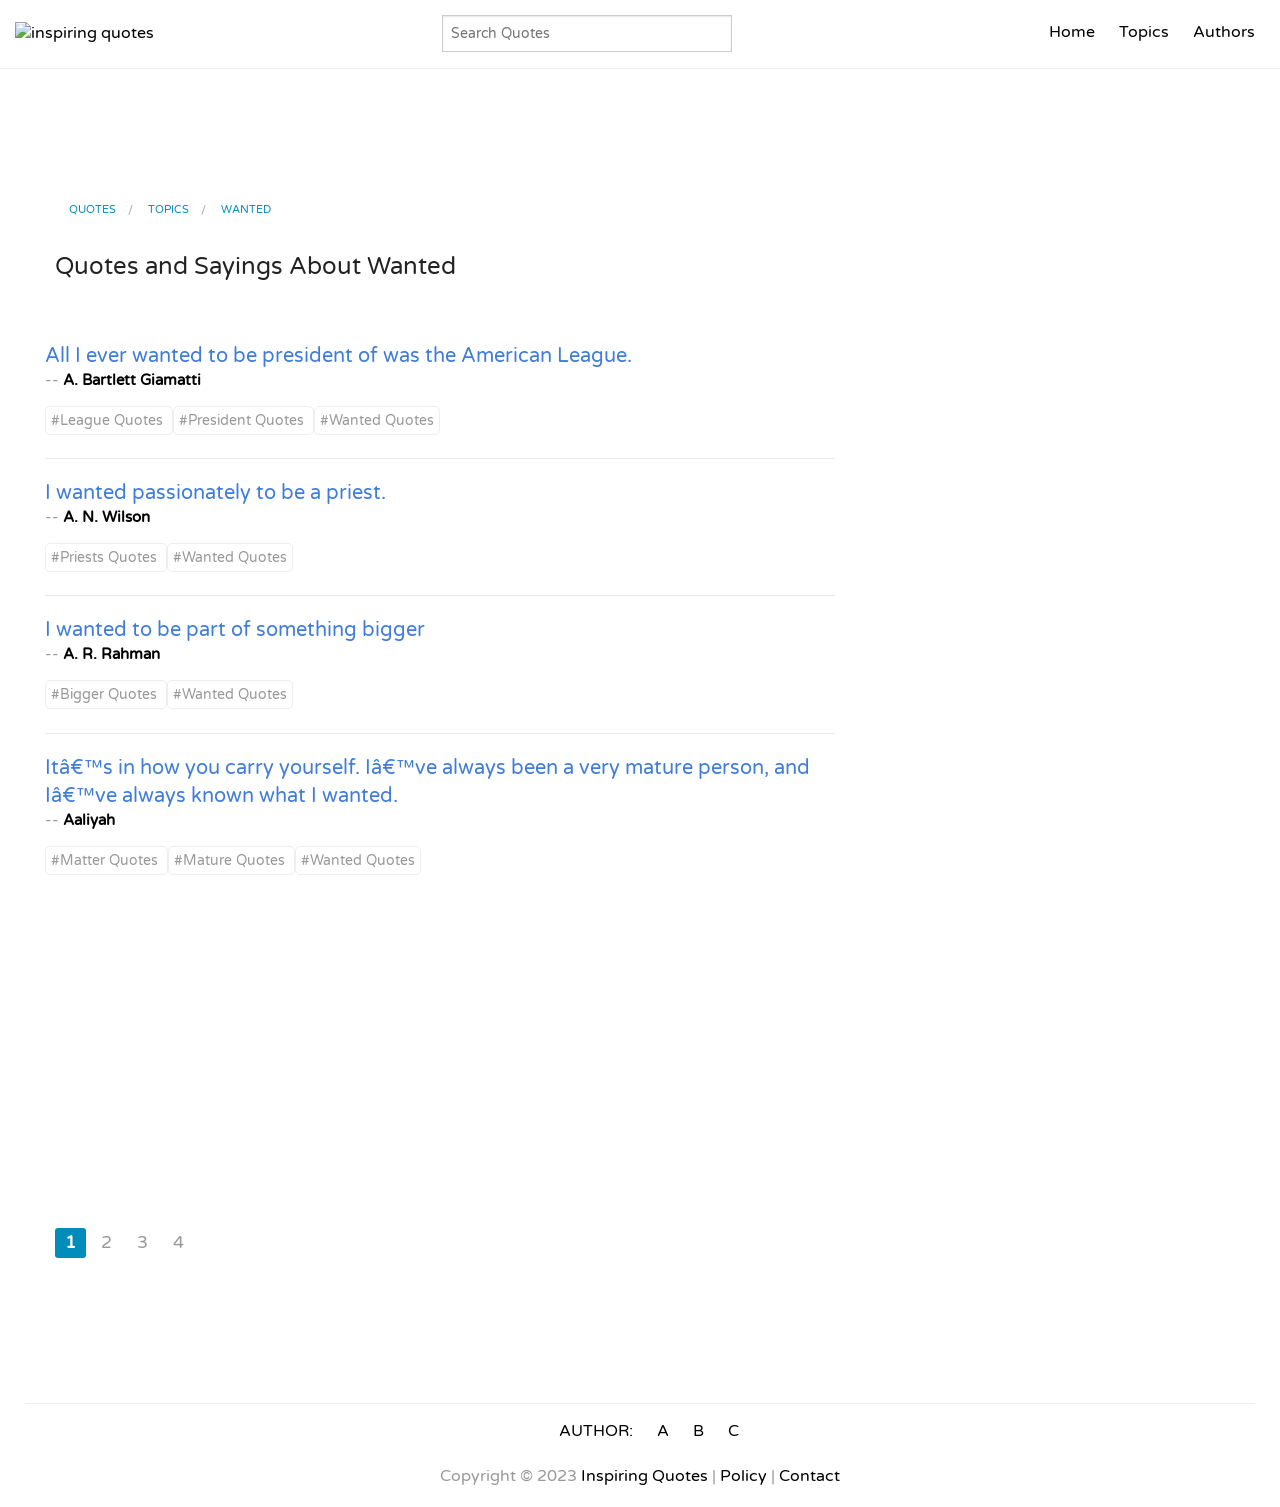 inspiring quotes
Search Quotes
Home Topics Authors
QUOTES / TOPICS / WANTED
Quotes and Sayings About Wanted
All I ever wanted to be president of was the American League.
-- A. Bartlett Giamatti
#League Quotes #President Quotes #Wanted Quotes
I wanted passionately to be a priest.
-- A. N. Wilson
#Priests Quotes #Wanted Quotes
I wanted to be part of something bigger
-- A. R. Rahman
#Bigger Quotes #Wanted Quotes
Itâ€™s in how you carry yourself. Iâ€™ve always been a very mature person, and
Iâ€™ve always known what I wanted.
-- Aaliyah
#Matter Quotes #Mature Quotes #Wanted Quotes
1 2 3 4
AUTHOR: A B C
Copyright © 2023 Inspiring Quotes | Policy | Contact